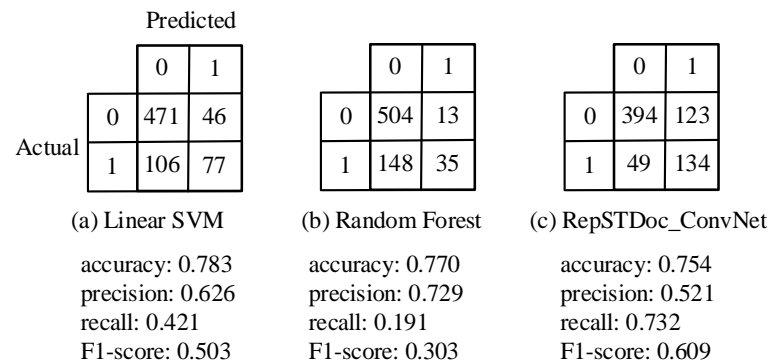 Predicted
0 1 0 1 0 1
0 471 46 0 504 13 0 394 123
Actual 1 106 77 1 148 35 1 49 134
(a) Linear SVM (b) Random Forest (c) RepSTDoc_ConvNet
accuracy: 0.783 accuracy: 0.770 accuracy: 0.754
precision: 0.626 precision: 0.729 precision: 0.521
recall: 0.421 recall: 0.191 recall: 0.732
F1-score: 0.503 F1-score: 0.303 F1-score: 0.609